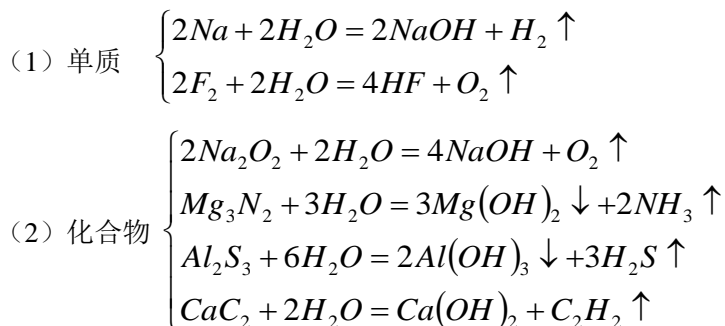 （1）单质 2Na + 2H₂O = 2NaOH + H₂ ↑
2F₂ + 2H₂O = 4HF + O₂ ↑
2Na₂O₂ + 2H₂O = 4NaOH + O₂ ↑
Mg₃N₂ + 3H₂O = 3Mg(OH)₂ ↓ +2NH₃ ↑
（2）化合物
Al₂S₃ + 6H₂O = 2Al(OH)₃ ↓ +3H₂S ↑
CaC₂ + 2H₂O = Ca(OH)₂ + C₂H₂ ↑